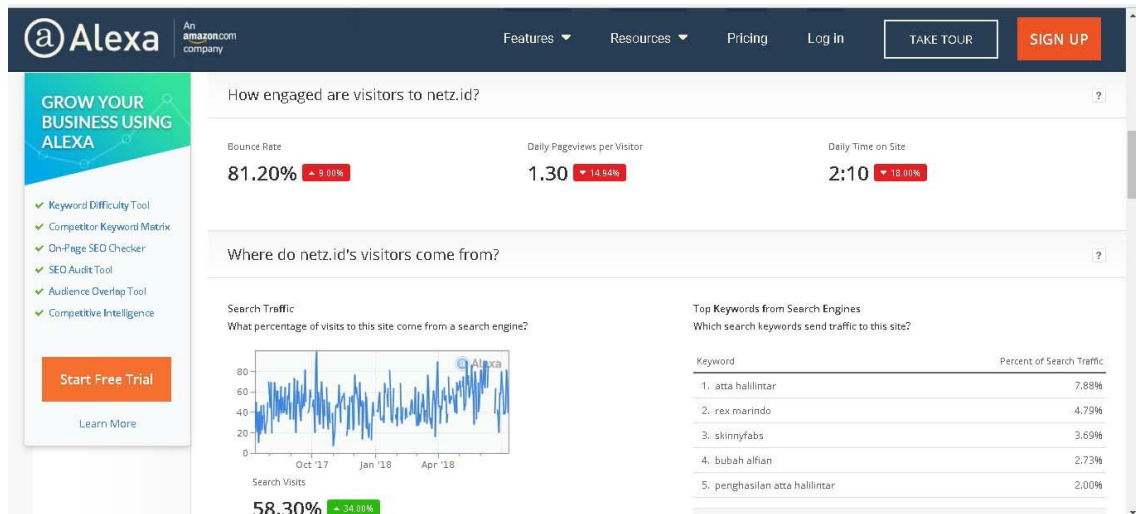 Alexa
An
amazon.com
company
Features
Resources
Pricing
Log in
TAKE TOUR
SIGN UP
GROW YOUR
BUSINESS USING
ALEXA
Keyword Difficulty Tool
Competitor Keyword Matrix
On-Page SEO Checker
SEO Audit Tool
Audience Overlap Tool
Competitive Intelligence
Start Free Trial
Learn More
How engaged are visitors to netz.id?
?
Bounce Rate
81.20% 9.00%
Daily Pageviews per Visitor
1.30 14.94%
Daily Time on Site
2:10 18.00%
Where do netz.id's visitors come from?
?
Search Traffic
What percentage of visits to this site come from a search engine?
Alexa
80
60
40
20
0
Oct '17 Jan '18 Apr '18
Search Visits
58.30% 34.00%
Top Keywords from Search Engines
Which search keywords send traffic to this site?
Keyword Percent of Search Traffic
1. atta halilintar 7.88%
2. rex marindo 4.79%
3. skinnyfabs 3.69%
4. bubah alfian 2.73%
5. penghasilan atta halilintar 2.00%